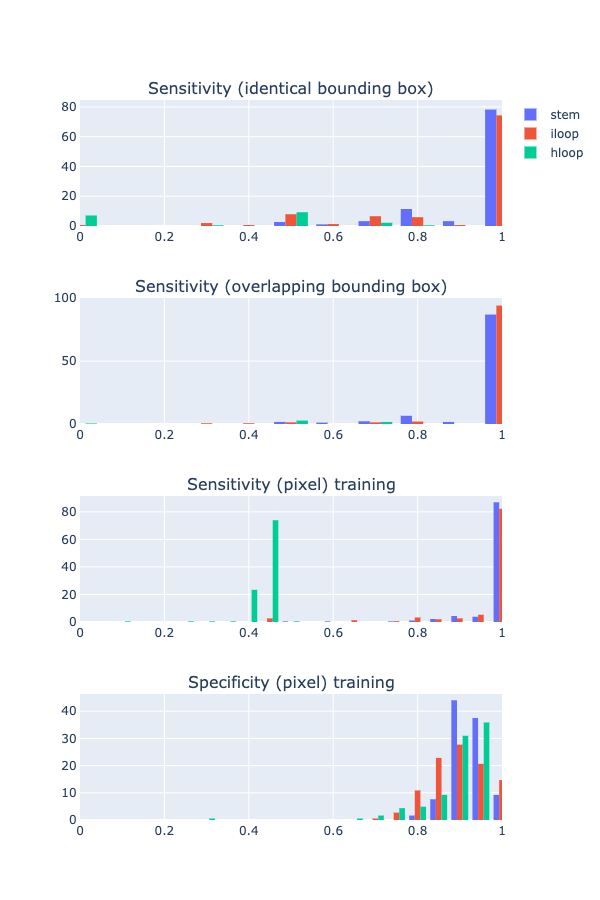 Sensitivity (identical bounding box)
80
60
40
20
0
0 0.2 0.4 0.6 0.8 1
stem
iloop
hloop
Sensitivity (overlapping bounding box)
100
50
0
0 0.2 0.4 0.6 0.8 1
Sensitivity (pixel) training
80
60
40
20
0
0 0.2 0.4 0.6 0.8 1
Specificity (pixel) training
40
30
20
10
0
0 0.2 0.4 0.6 0.8 1